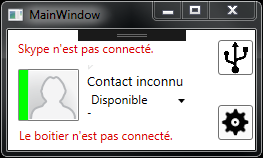 MainWindow
Skype n'est pas connecté.
Contact inconnu
Disponible
-
Le boitier n'est pas connecté.